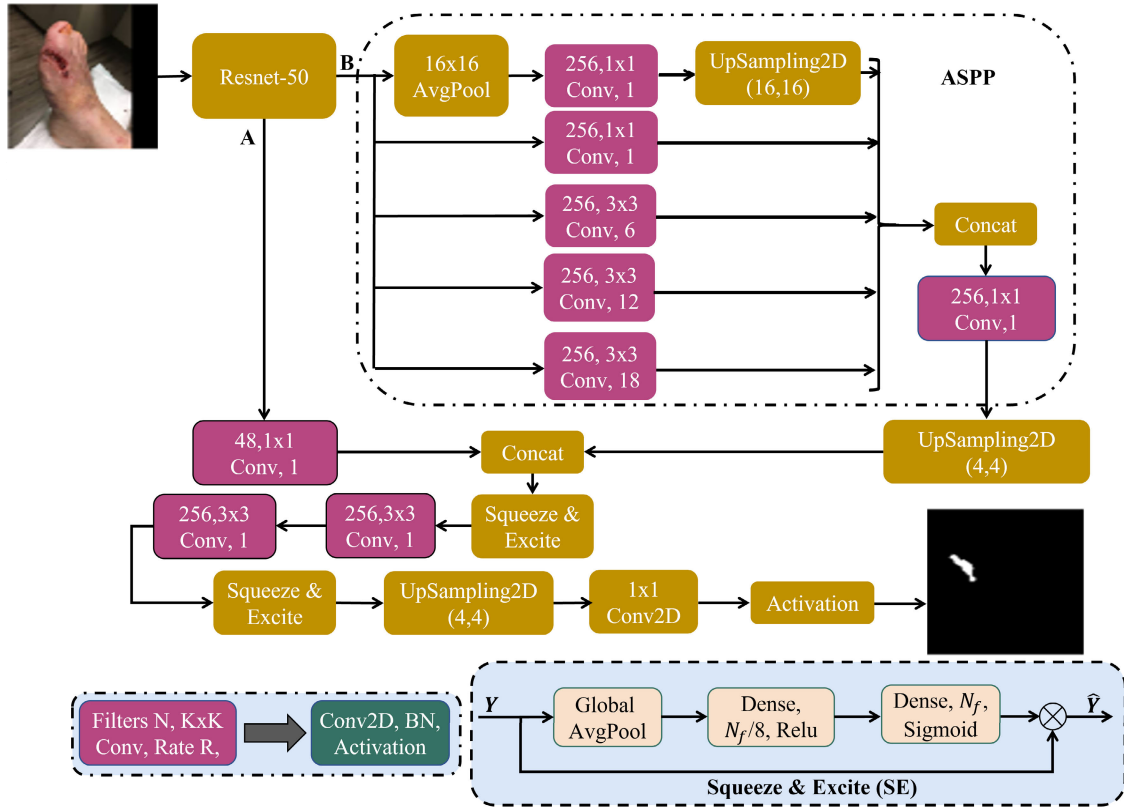 Resnet-50
A
B
16x16
AvgPool
256,1x1
Conv, 1
UpSampling2D
(16,16)
ASPP
256,1x1
Conv, 1
256, 3x3
Conv, 6
256, 3x3
Conv, 12
256, 3x3
Conv, 18
Concat
256,1x1
Conv,1
48,1x1
Conv, 1
Concat
UpSampling2D
(4,4)
256,3x3
Conv, 1
256,3x3
Conv, 1
Squeeze &
Excite
Squeeze &
Excite
UpSampling2D
(4,4)
1x1
Conv2D
Activation
Filters N, KxK
Conv, Rate R,
Conv2D, BN,
Activation
Y
Global
AvgPool
Dense,
N_f/8, Relu
Dense, N_f,
Sigmoid
Ŷ
Squeeze & Excite (SE)